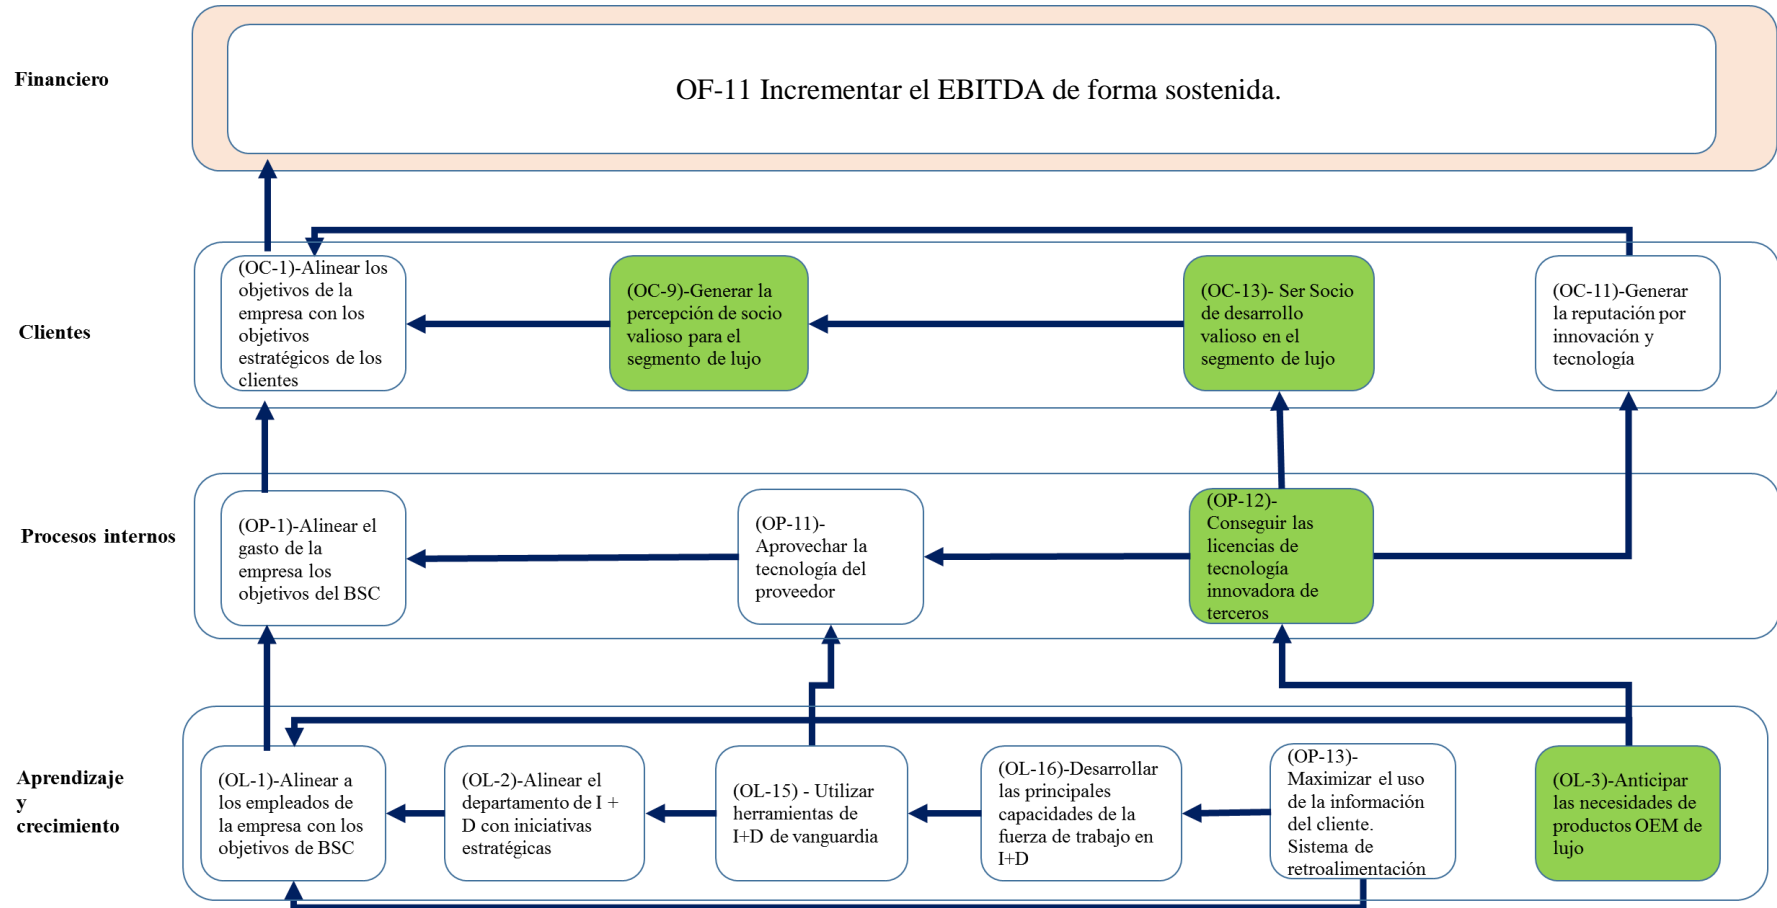 Financiero
OF-11 Incrementar el EBITDA de forma sostenida.
Clientes
(OC-1)-Alinear los
objetivos de la
empresa con los
objetivos
estratégicos de los
clientes
(OC-9)-Generar la
percepción de socio
valioso para el
segmento de lujo
(OC-13)- Ser Socio
de desarrollo
valioso en el
segmento de lujo
(OC-11)-Generar
la reputación por
innovación y
tecnología
Procesos internos
(OP-1)-Alinear el
gasto de la
empresa los
objetivos del BSC
(OP-11)-
Aprovechar la
tecnología del
proveedor
(OP-12)-
Conseguir las
licencias de
tecnología
innovadora de
terceros
Aprendizaje
y
crecimiento
(OL-1)-Alinear a
los empleados de
la empresa con los
objetivos de BSC
(OL-2)-Alinear el
departamento de I +
D con iniciativas
estratégicas
(OL-15) - Utilizar
herramientas de
I+D de vanguardia
(OL-16)-Desarrollar
las principales
capacidades de la
fuerza de trabajo en
I+D
(OP-13)-
Maximizar el uso
de la información
del cliente.
Sistema de
retroalimentación
(OL-3)-Anticipar
las necesidades de
productos OEM de
lujo